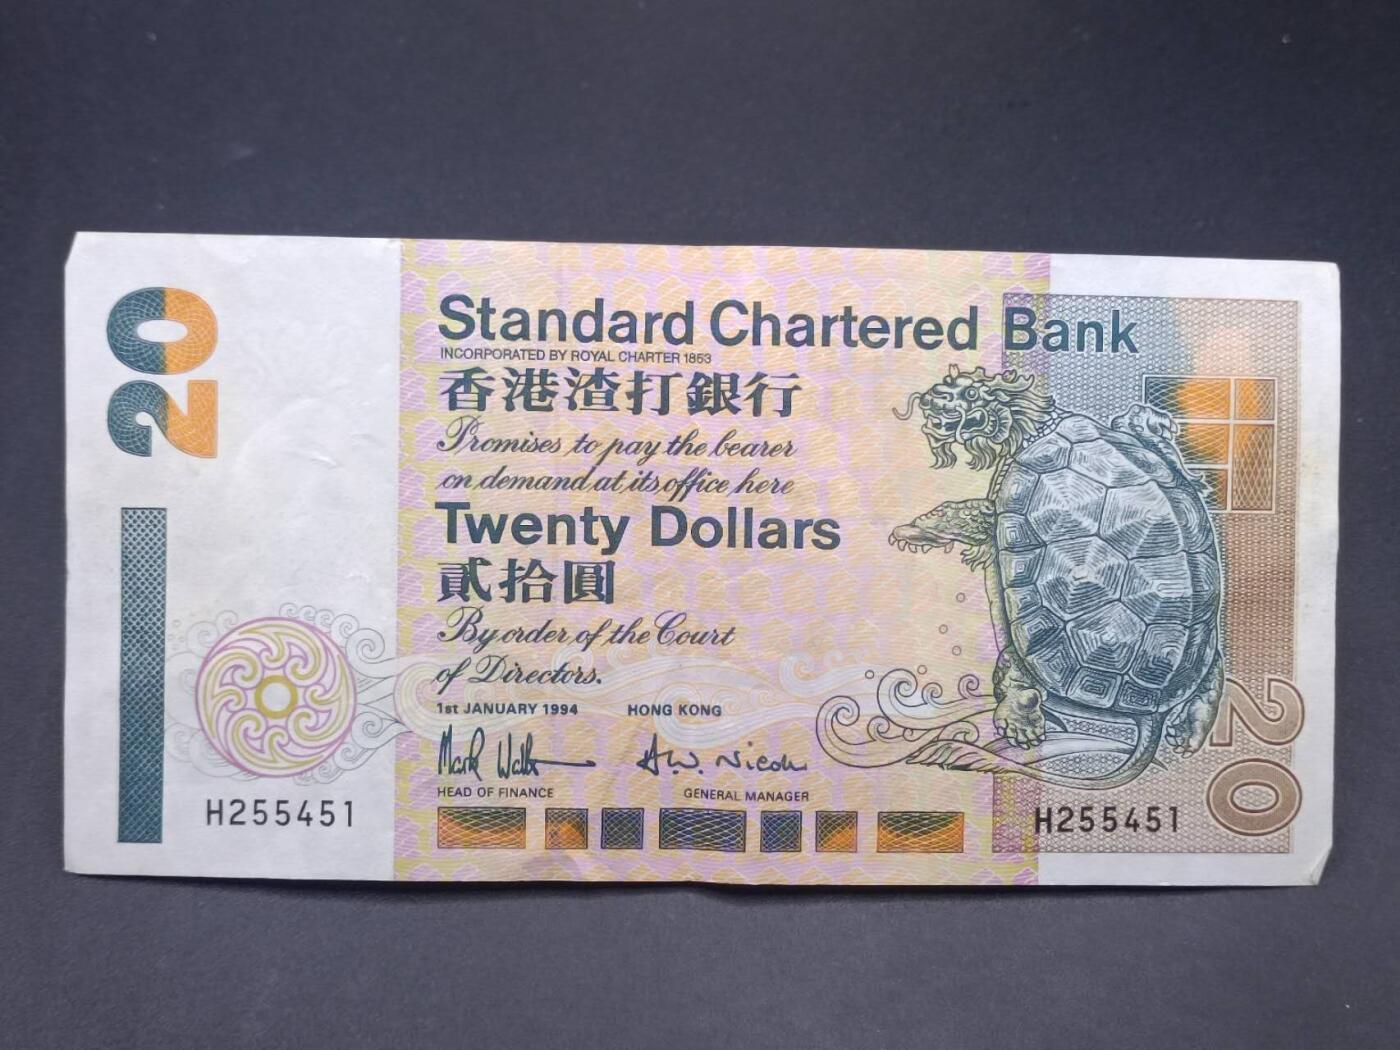 20
Standard Chartered Bank
INCORPORATED BY ROYAL CHARTER 1853
香港渣打銀行
Promises to pay the bearer
on demand at its office here
Twenty Dollars
貳拾圓
By order of the Court
of Directors.
1st JANUARY 1994 HONG KONG
HEAD OF FINANCE GENERAL MANAGER
H255451
H255451
20